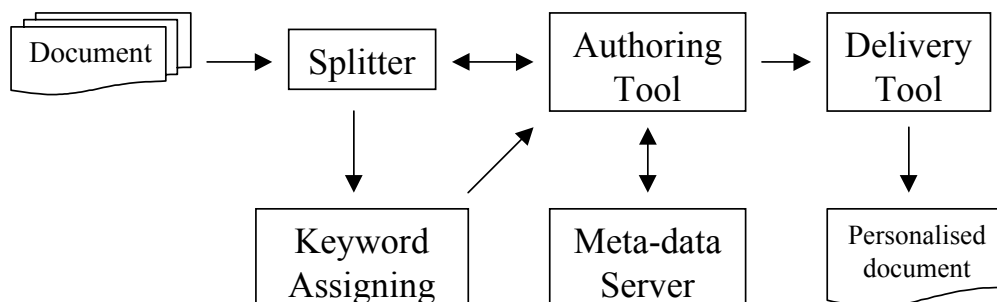 Document
Splitter
Authoring
Tool
Delivery
Tool
Keyword
Assigning
Meta-data
Server
Personalised
document